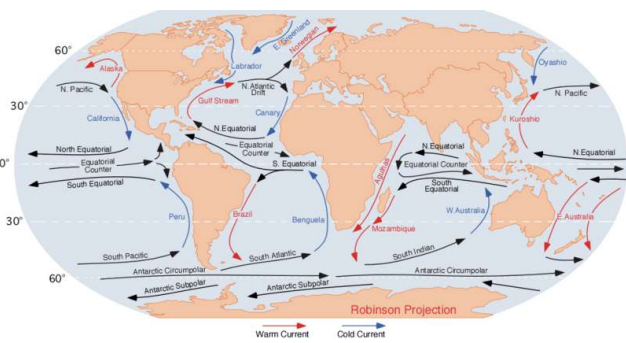 60°
Alaska
N. Pacific
California
30°
Labrador
E. Greenland
Norwegian
N. Atlantic
Drift
Gulf Stream
Canary
Oyashio
N. Pacific
Kuroshio
North Equatorial
Equatorial
Counter
South Equatorial
0°
N.Equatorial
Equatorial
Counter
S. Equatorial
N.Equatorial
Equatorial Counter
South
Equatorial
N.Equatorial
Agulhas
Mozambique
30°
Peru
Brazil
Benguela
W.Australia
E.Australia
South Pacific
South Atlantic
South Indian
60°
Antarctic Circumpolar
Antarctic Circumpolar
Antarctic Subpolar
Antarctic Subpolar
Robinson Projection
Warm Current
Cold Current